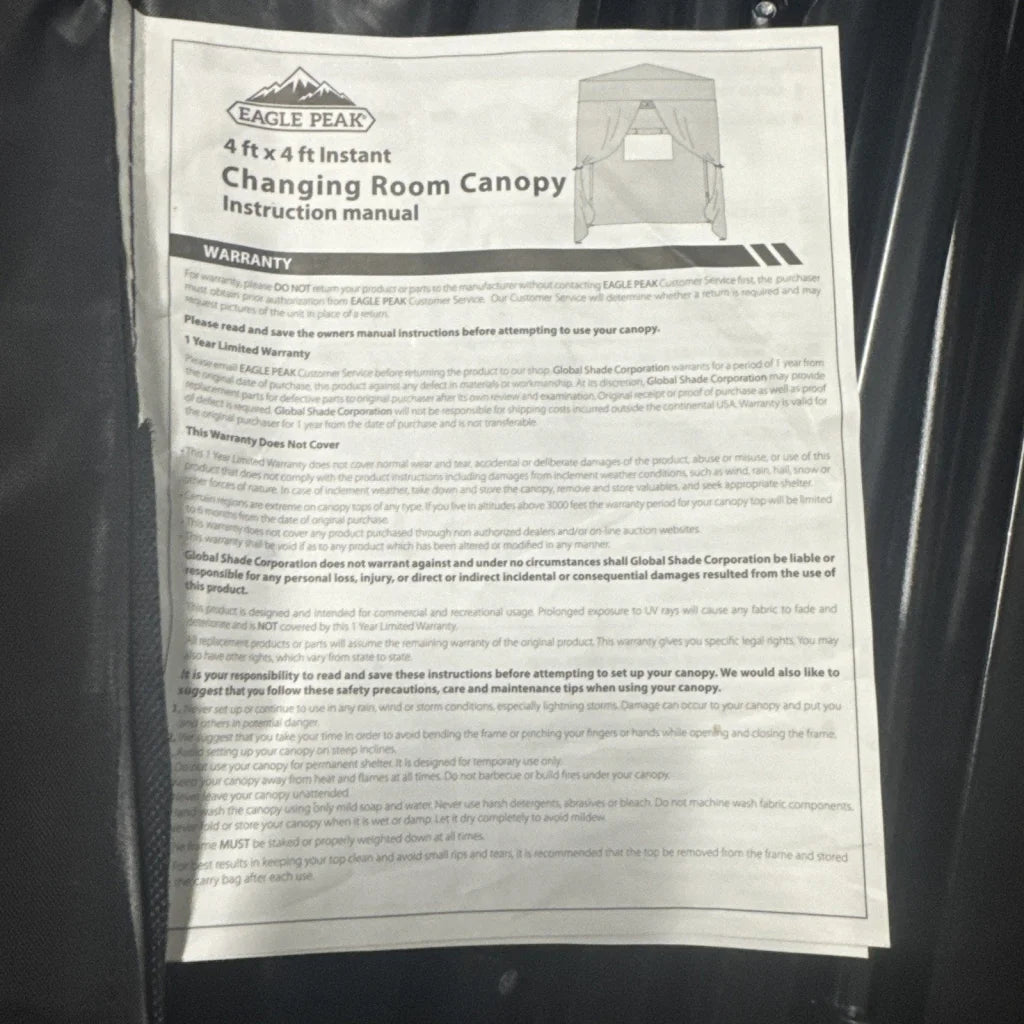 EAGLE PEAK®
4 ft x 4 ft Instant
Changing Room Canopy
Instruction manual
WARRANTY
For warranty, please DO NOT return your product or parts to the manufacturer without contacting EAGLE PEAK Customer Service first, the purchaser
must obtain prior authorization from EAGLE PEAK Customer Service. Our Customer Service will determine whether a return is required and may
request pictures of the unit in place of a return.
Please read and save the owners manual instructions before attempting to use your canopy.
1 Year Limited Warranty
Please email EAGLE PEAK Customer Service before returning the product to our shop. Global Shade Corporation warrants for a period of 1 year from
the original date of purchase, this product against any defect in materials or workmanship. At its discretion, Global Shade Corporation may provide
replacement parts for defective parts to original purchaser after its own review and examination. Original receipt or proof of purchase as well as proof
of defect is required. Global Shade Corporation will not be responsible for shipping costs incurred outside the continental USA. Warranty is valid for
the original purchaser for 1 year from the date of purchase and is not transferable.
This Warranty Does Not Cover
• This 1 Year Limited Warranty does not cover normal wear and tear, accidental or deliberate damages of the product, abuse or misuse, or use of this
product that does not comply with the product instructions including damages from inclement weather conditions, such as wind, rain, hail, snow or
other forces of nature. In case of inclement weather, take down and store the canopy, remove and store valuables, and seek appropriate shelter.
• Certain regions are extreme on canopy tops of any type. If you live in altitudes above 3000 feet the warranty period for your canopy top will be limited
to 6 months from the date of original purchase.
• This warranty does not cover any product purchased through non authorized dealers and/or on-line auction websites.
• This warranty shall be void if as to any product which has been altered or modified in any manner.
Global Shade Corporation does not warrant against and under no circumstances shall Global Shade Corporation be liable or
responsible for any personal loss, injury, or direct or indirect incidental or consequential damages resulted from the use of
this product.
This product is designed and intended for commercial and recreational usage. Prolonged exposure to UV rays will cause any fabric to fade and
deteriorate and is NOT covered by this 1 Year Limited Warranty.
All replacement products or parts will assume the remaining warranty of the original product. This warranty gives you specific legal rights. You may
also have other rights, which vary from state to state.
It is your responsibility to read and save these instructions before attempting to set up your canopy. We would also like to
suggest that you follow these safety precautions, care and maintenance tips when using your canopy.
1. Never set up or continue to use in any rain, wind or storm conditions, especially lightning storms. Damage can occur to your canopy and put you
and others in potential danger.
2. We suggest that you take your time in order to avoid bending the frame or pinching your fingers or hands while opening and closing the frame.
Avoid setting up your canopy on steep inclines.
Do not use your canopy for permanent shelter. It is designed for temporary use only.
Keep your canopy away from heat and flames at all times. Do not barbecue or build fires under your canopy.
Never leave your canopy unattended.
Hand wash the canopy using only mild soap and water. Never use harsh detergents, abrasives or bleach. Do not machine wash fabric components.
Never fold or store your canopy when it is wet or damp. Let it dry completely to avoid mildew.
The frame MUST be staked or properly weighted down at all times.
For best results in keeping your top clean and avoid small rips and tears, it is recommended that the top be removed from the frame and stored
the carry bag after each use.